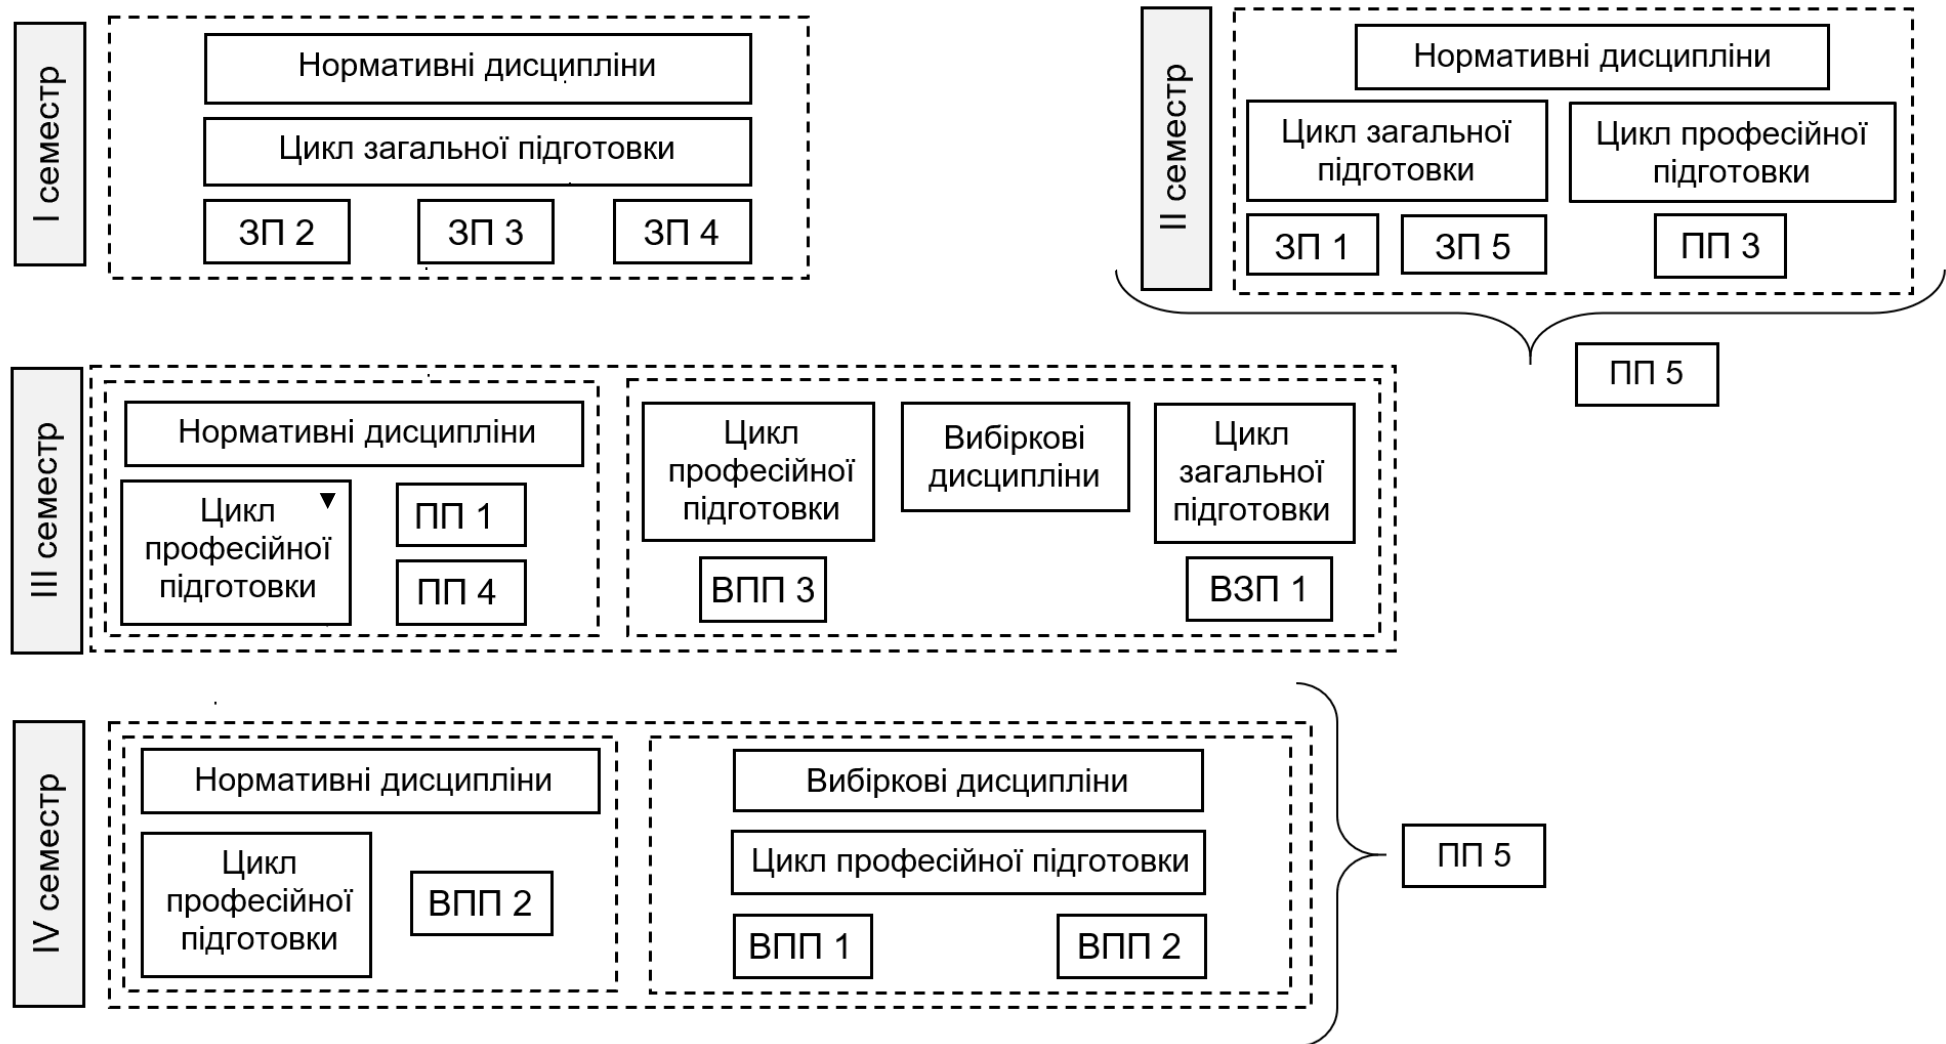 I семестр
Нормативні дисципліни
Цикл загальної підготовки
ЗП 2
ЗП 3
ЗП 4
II семестр
Нормативні дисципліни
Цикл загальної
підготовки
Цикл професійної
підготовки
ЗП 1
ЗП 5
ПП 3
ПП 5
III семестр
Нормативні дисципліни
Цикл
професійної
підготовки
ПП 1
ПП 4
Цикл
професійної
підготовки
Вибіркові
дисципліни
Цикл
загальної
підготовки
ВПП 3
ВЗП 1
IV семестр
Нормативні дисципліни
Цикл
професійної
підготовки
ВПП 2
Вибіркові дисципліни
Цикл професійної підготовки
ВПП 1
ВПП 2
ПП 5